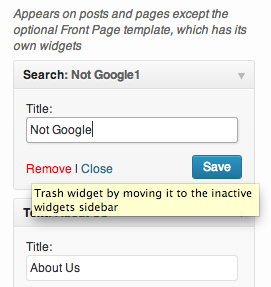 Appears on posts and pages except the
optional Front Page template, which has its
own widgets
Search: Not Google1
Title:
Not Google
Remove | Close
Save
Trash widget by moving it to the inactive
widgets sidebar
Title:
About Us